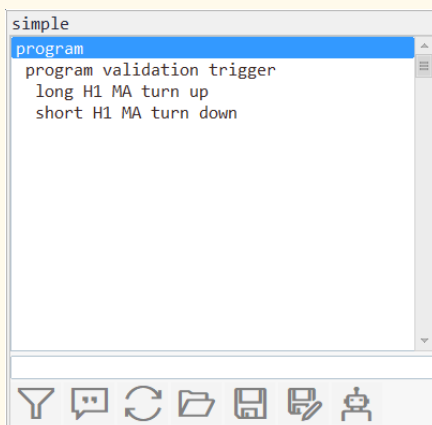 simple
program
program validation trigger
long H1 MA turn up
short H1 MA turn down